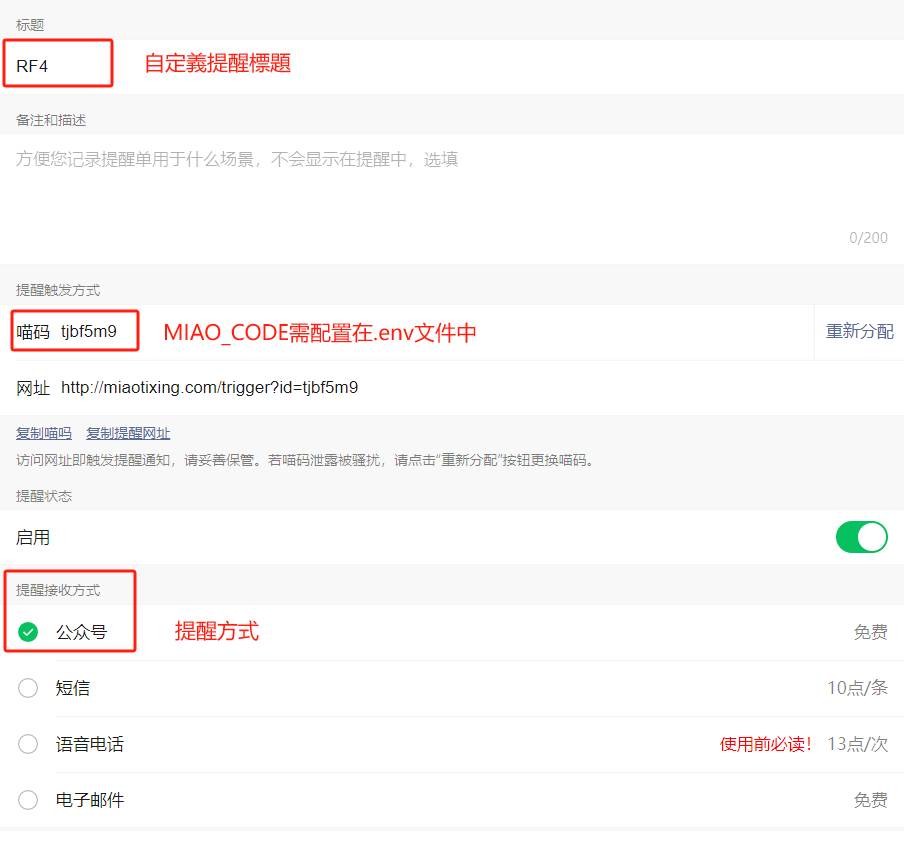 标题
RF4
自定義提醒標題
备注和描述
方便您记录提醒单用于什么场景，不会显示在提醒中，选填
0/200
提醒触发方式
喵码 tjbf5m9
MIAO_CODE需配置在.env文件中
重新分配
网址 http://miaotixing.com/trigger?id=tjbf5m9
复制喵吗 复制提醒网址
访问网址即触发提醒通知，请妥善保管。若喵码泄露被骚扰，请点击“重新分配”按钮更换喵码。
提醒状态
启用
提醒接收方式
公众号
提醒方式
免费
短信 10点/条
语音电话 使用前必读！ 13点/次
电子邮件 免费